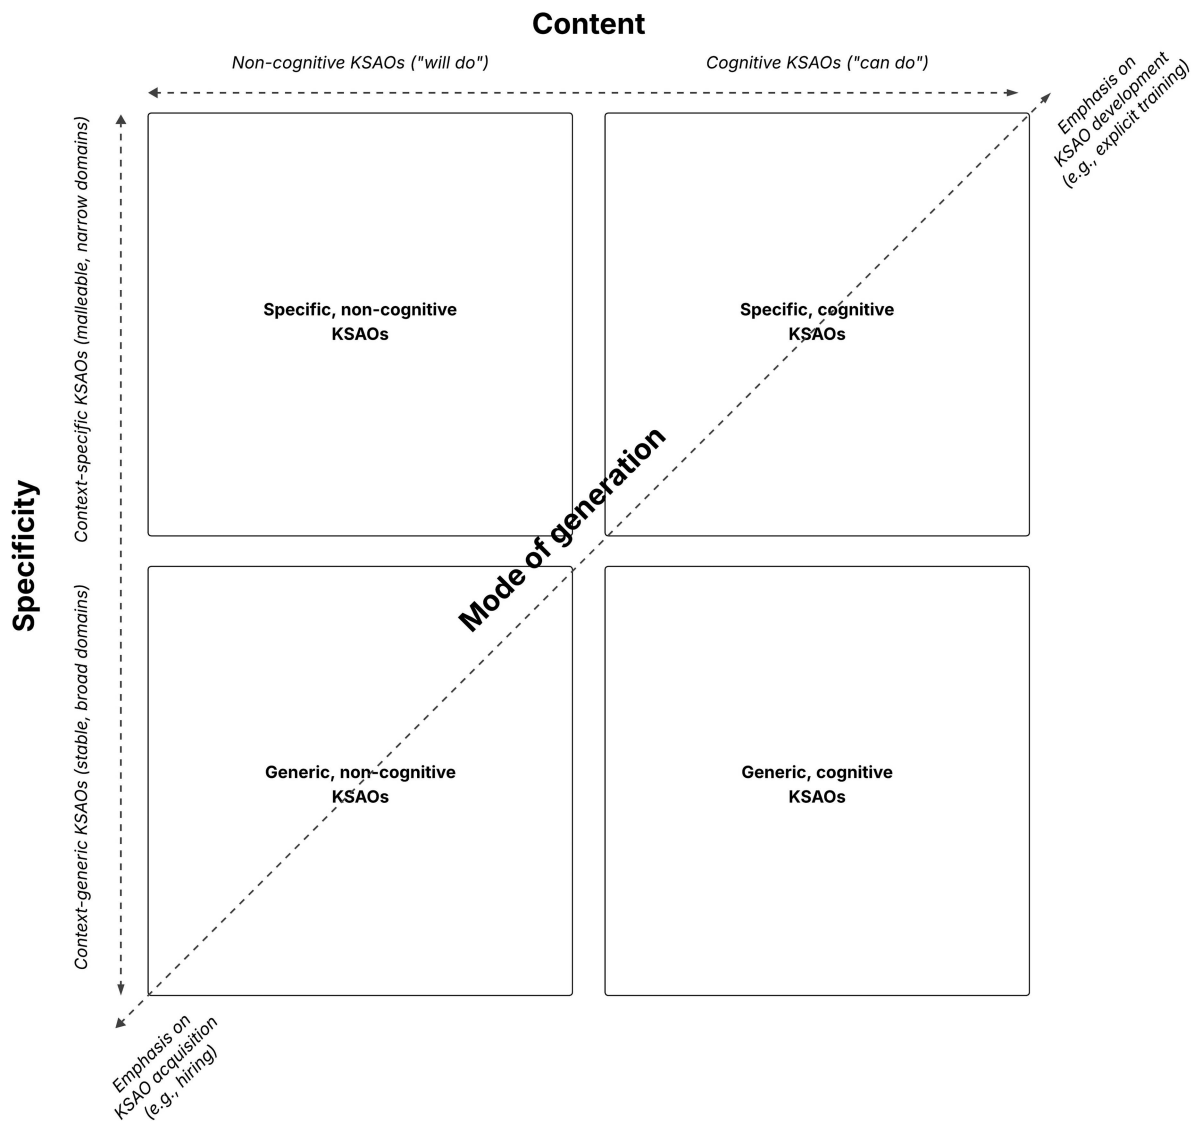 Content
Non-cognitive KSAOs ("will do")
Cognitive KSAOs ("can do")
Emphasis on
KSAO development
(e.g., explicit training)
Specificity
Context-specific KSAOs (malleable, narrow domains)
Context-generic KSAOs (stable, broad domains)
Specific, non-cognitive
KSAOs
Specific, cognitive
KSAOs
Mode of generation
Generic, non-cognitive
KSAOs
Generic, cognitive
KSAOs
Emphasis on
KSAO acquisition
(e.g., hiring)